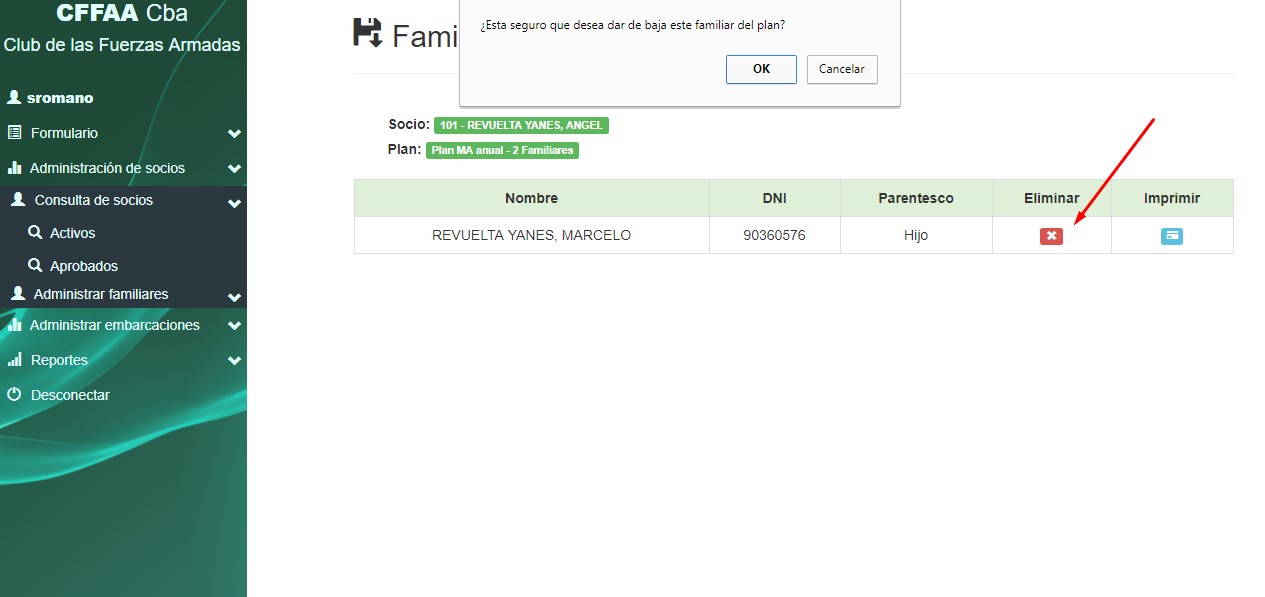 CFFAA Cba
Club de las Fuerzas Armadas
sromano
Formulario
Administración de socios
Consulta de socios
Activos
Aprobados
Administrar familiares
Administrar embarcaciones
Reportes
Desconectar
¿Esta seguro que desea dar de baja este familiar del plan?
OK Cancelar
Socio: 101 - REVUELTA YANES, ANGEL
Plan: Plan MA anual - 2 Familiares
Nombre DNI Parentesco Eliminar Imprimir
REVUELTA YANES, MARCELO 90360576 Hijo